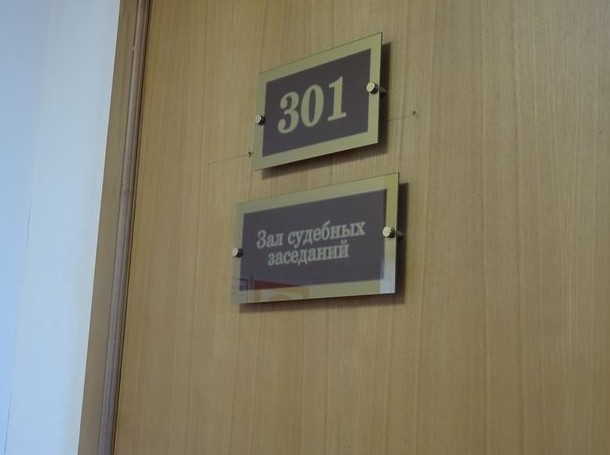 301
Зал судебных
заседаний